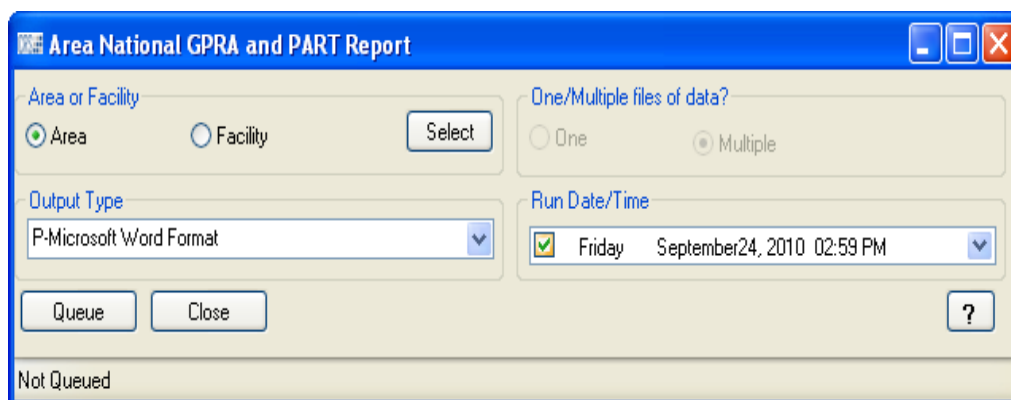 Area National GPRA and PART Report
Area or Facility
Area Facility Select
One/Multiple files of data?
One Multiple
Output Type
P-Microsoft Word Format
Run Date/Time
Friday September24, 2010 02:59 PM
Queue Close ?
Not Queued